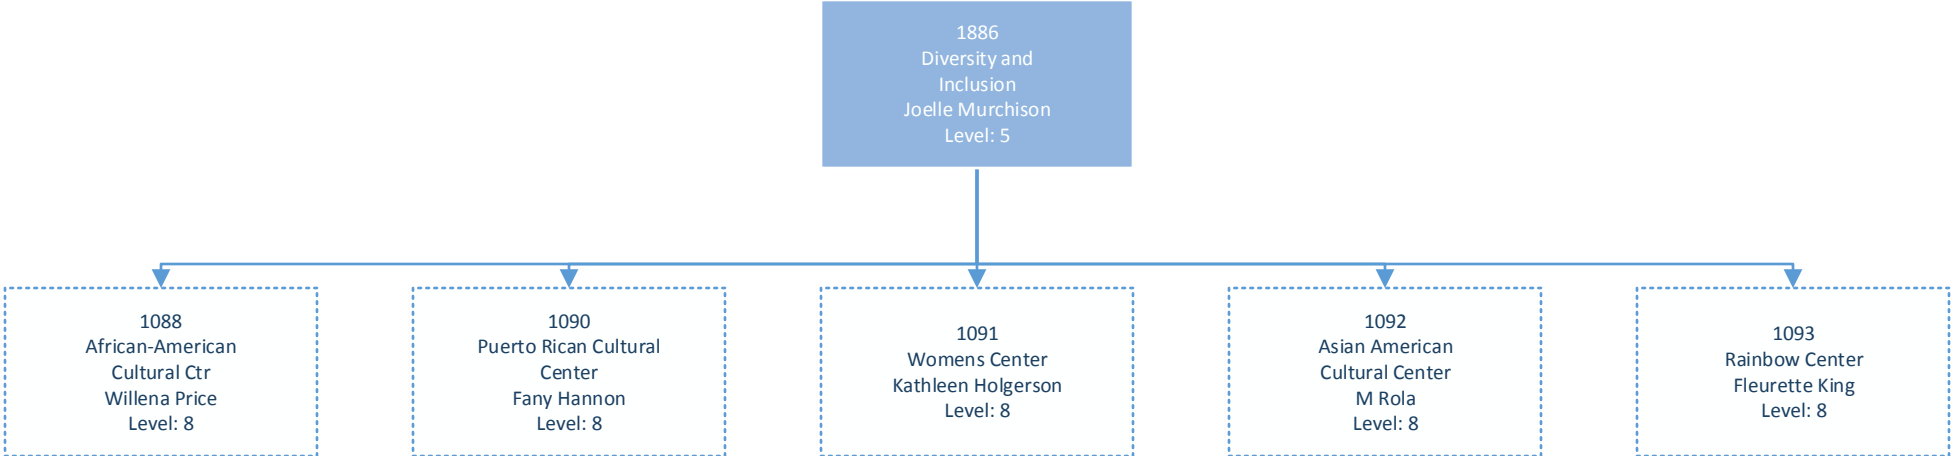 1886
Diversity and
Inclusion
Joelle Murchison
Level: 5
1088
African-American
Cultural Ctr
Willena Price
Level: 8
1090
Puerto Rican Cultural
Center
Fany Hannon
Level: 8
1091
Womens Center
Kathleen Holgerson
Level: 8
1092
Asian American
Cultural Center
M Rola
Level: 8
1093
Rainbow Center
Fleurette King
Level: 8